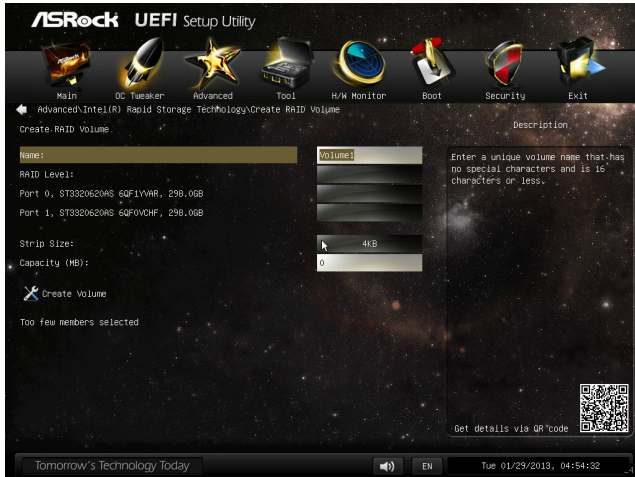 ASRock UEFI Setup Utility
Main OC Tweaker Advanced Tool H/W Monitor Boot Security Exit
Advanced\Intel(R) Rapid Storage Technology\Create RAID Volume
Create RAID Volume
Name: Volume1
RAID Level:
Port 0, ST3320620AS 6QF1YVAR, 298.0GB
Port 1, ST3320620AS 6QF0VCHF, 298.0GB
Strip Size: 4KB
Capacity (MB): 0
Create Volume
Too few members selected
Description
Enter a unique volume name that has
no special characters and is 16
characters or less.
Get details via QR code
Tomorrow's Technology Today
EN
Tue 01/29/2013, 04:54:32